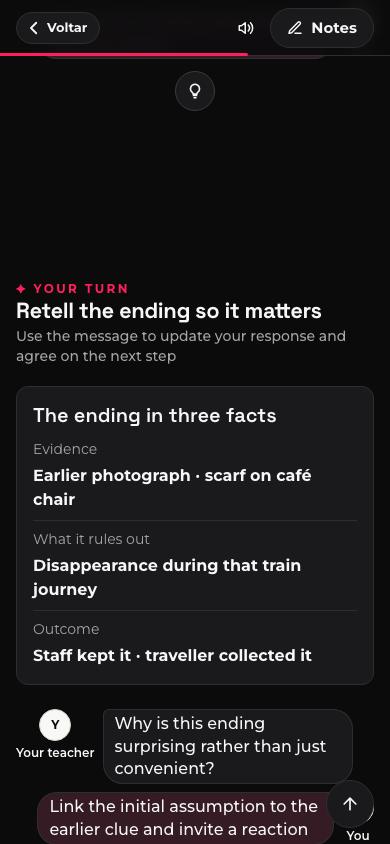 Voltar
Notes
YOUR TURN
Retell the ending so it matters
Use the message to update your response and
agree on the next step
The ending in three facts
Evidence
Earlier photograph · scarf on café
chair
What it rules out
Disappearance during that train
journey
Outcome
Staff kept it · traveller collected it
Y
Your teacher
Why is this ending
surprising rather than just
convenient?
Link the initial assumption to the
earlier clue and invite a reaction
You